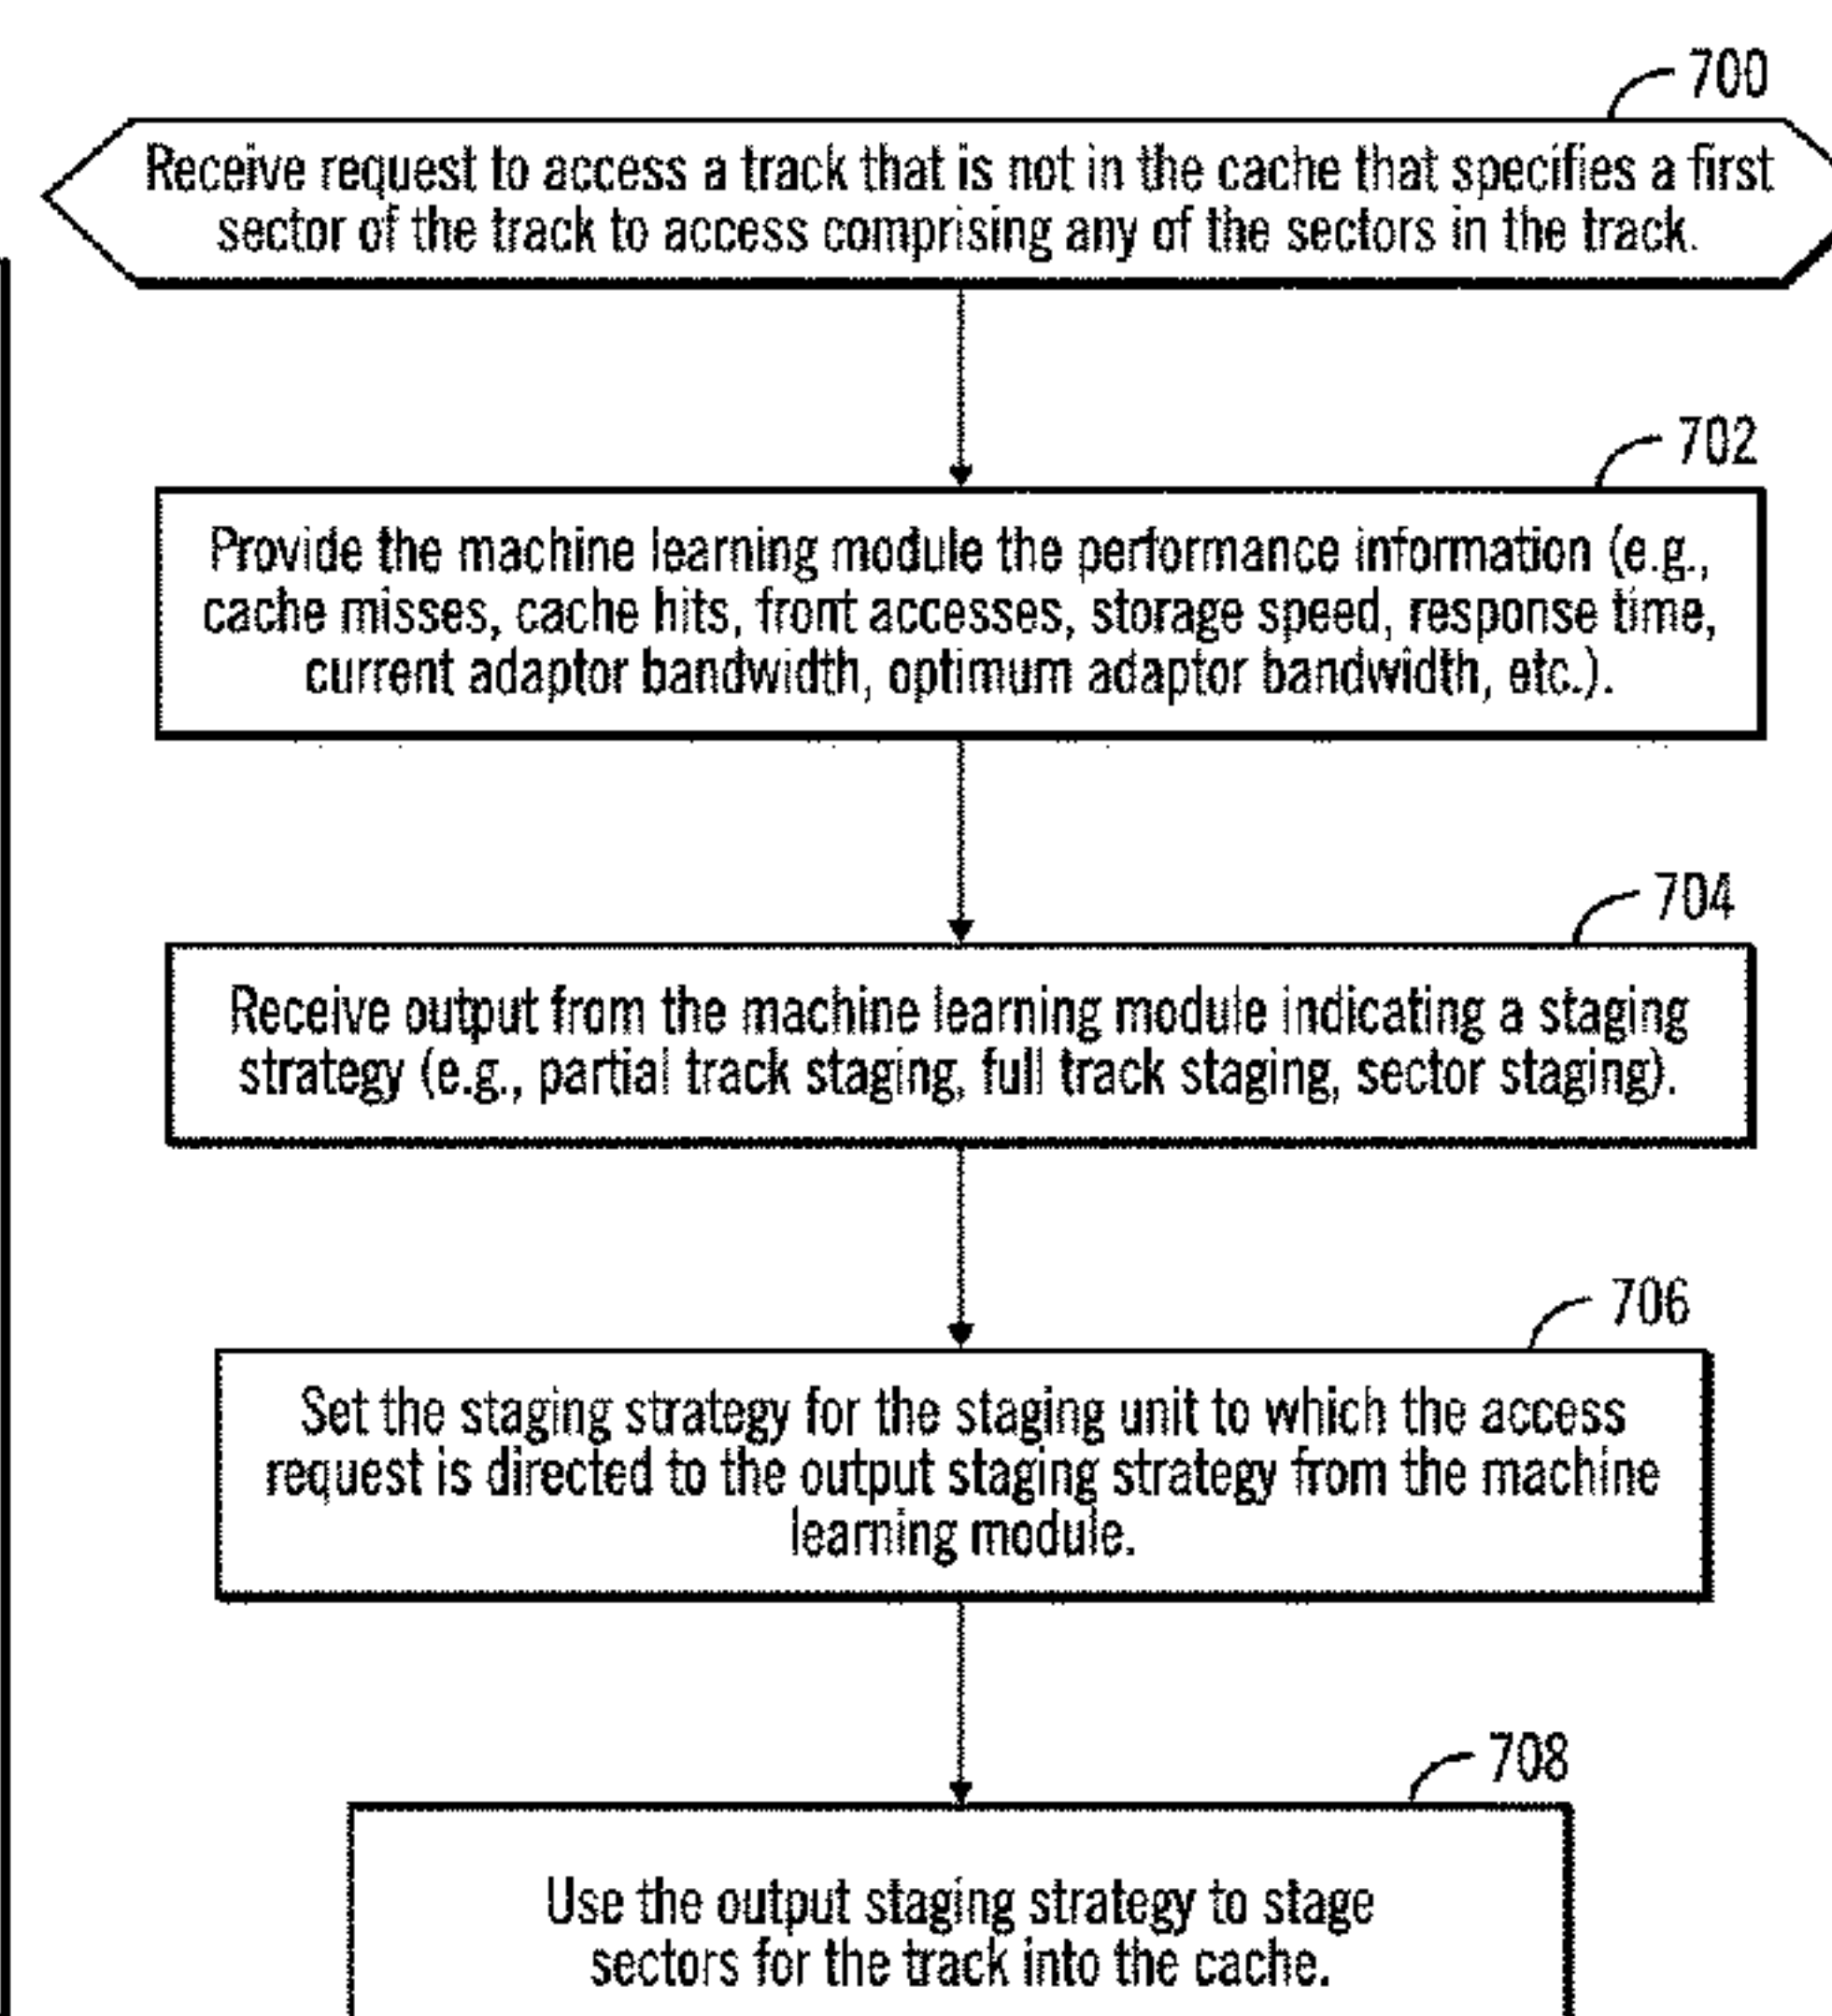 700
Receive request to access a track that is not in the cache that specifies a first
sector of the track to access comprising any of the sectors in the track.
702
Provide the machine learning module the performance information (e.g.,
cache misses, cache hits, front accesses, storage speed, response time,
current adaptor bandwidth, optimum adaptor bandwidth, etc.).
704
Receive output from the machine learning module indicating a staging
strategy (e.g., partial track staging, full track staging, sector staging).
706
Set the staging strategy for the staging unit to which the access
request is directed to the output staging strategy from the machine
learning module.
708
Use the output staging strategy to stage
sectors for the track into the cache.